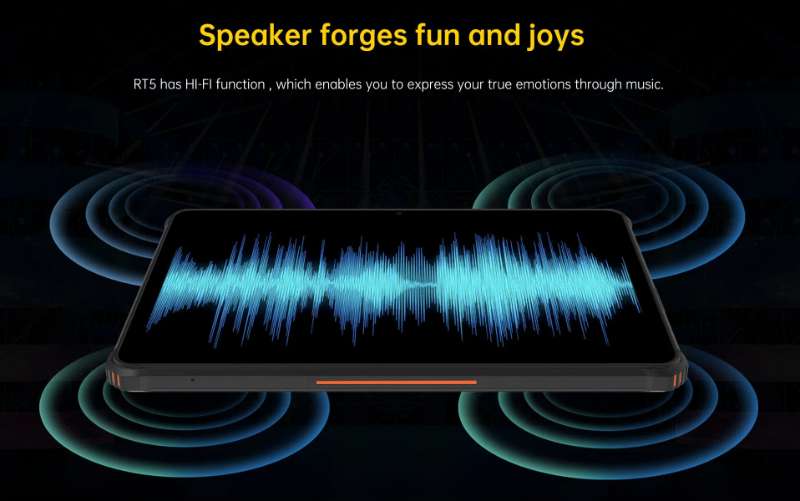 Speaker forges fun and joys
RT5 has HI-FI function , which enables you to express your true emotions through music.